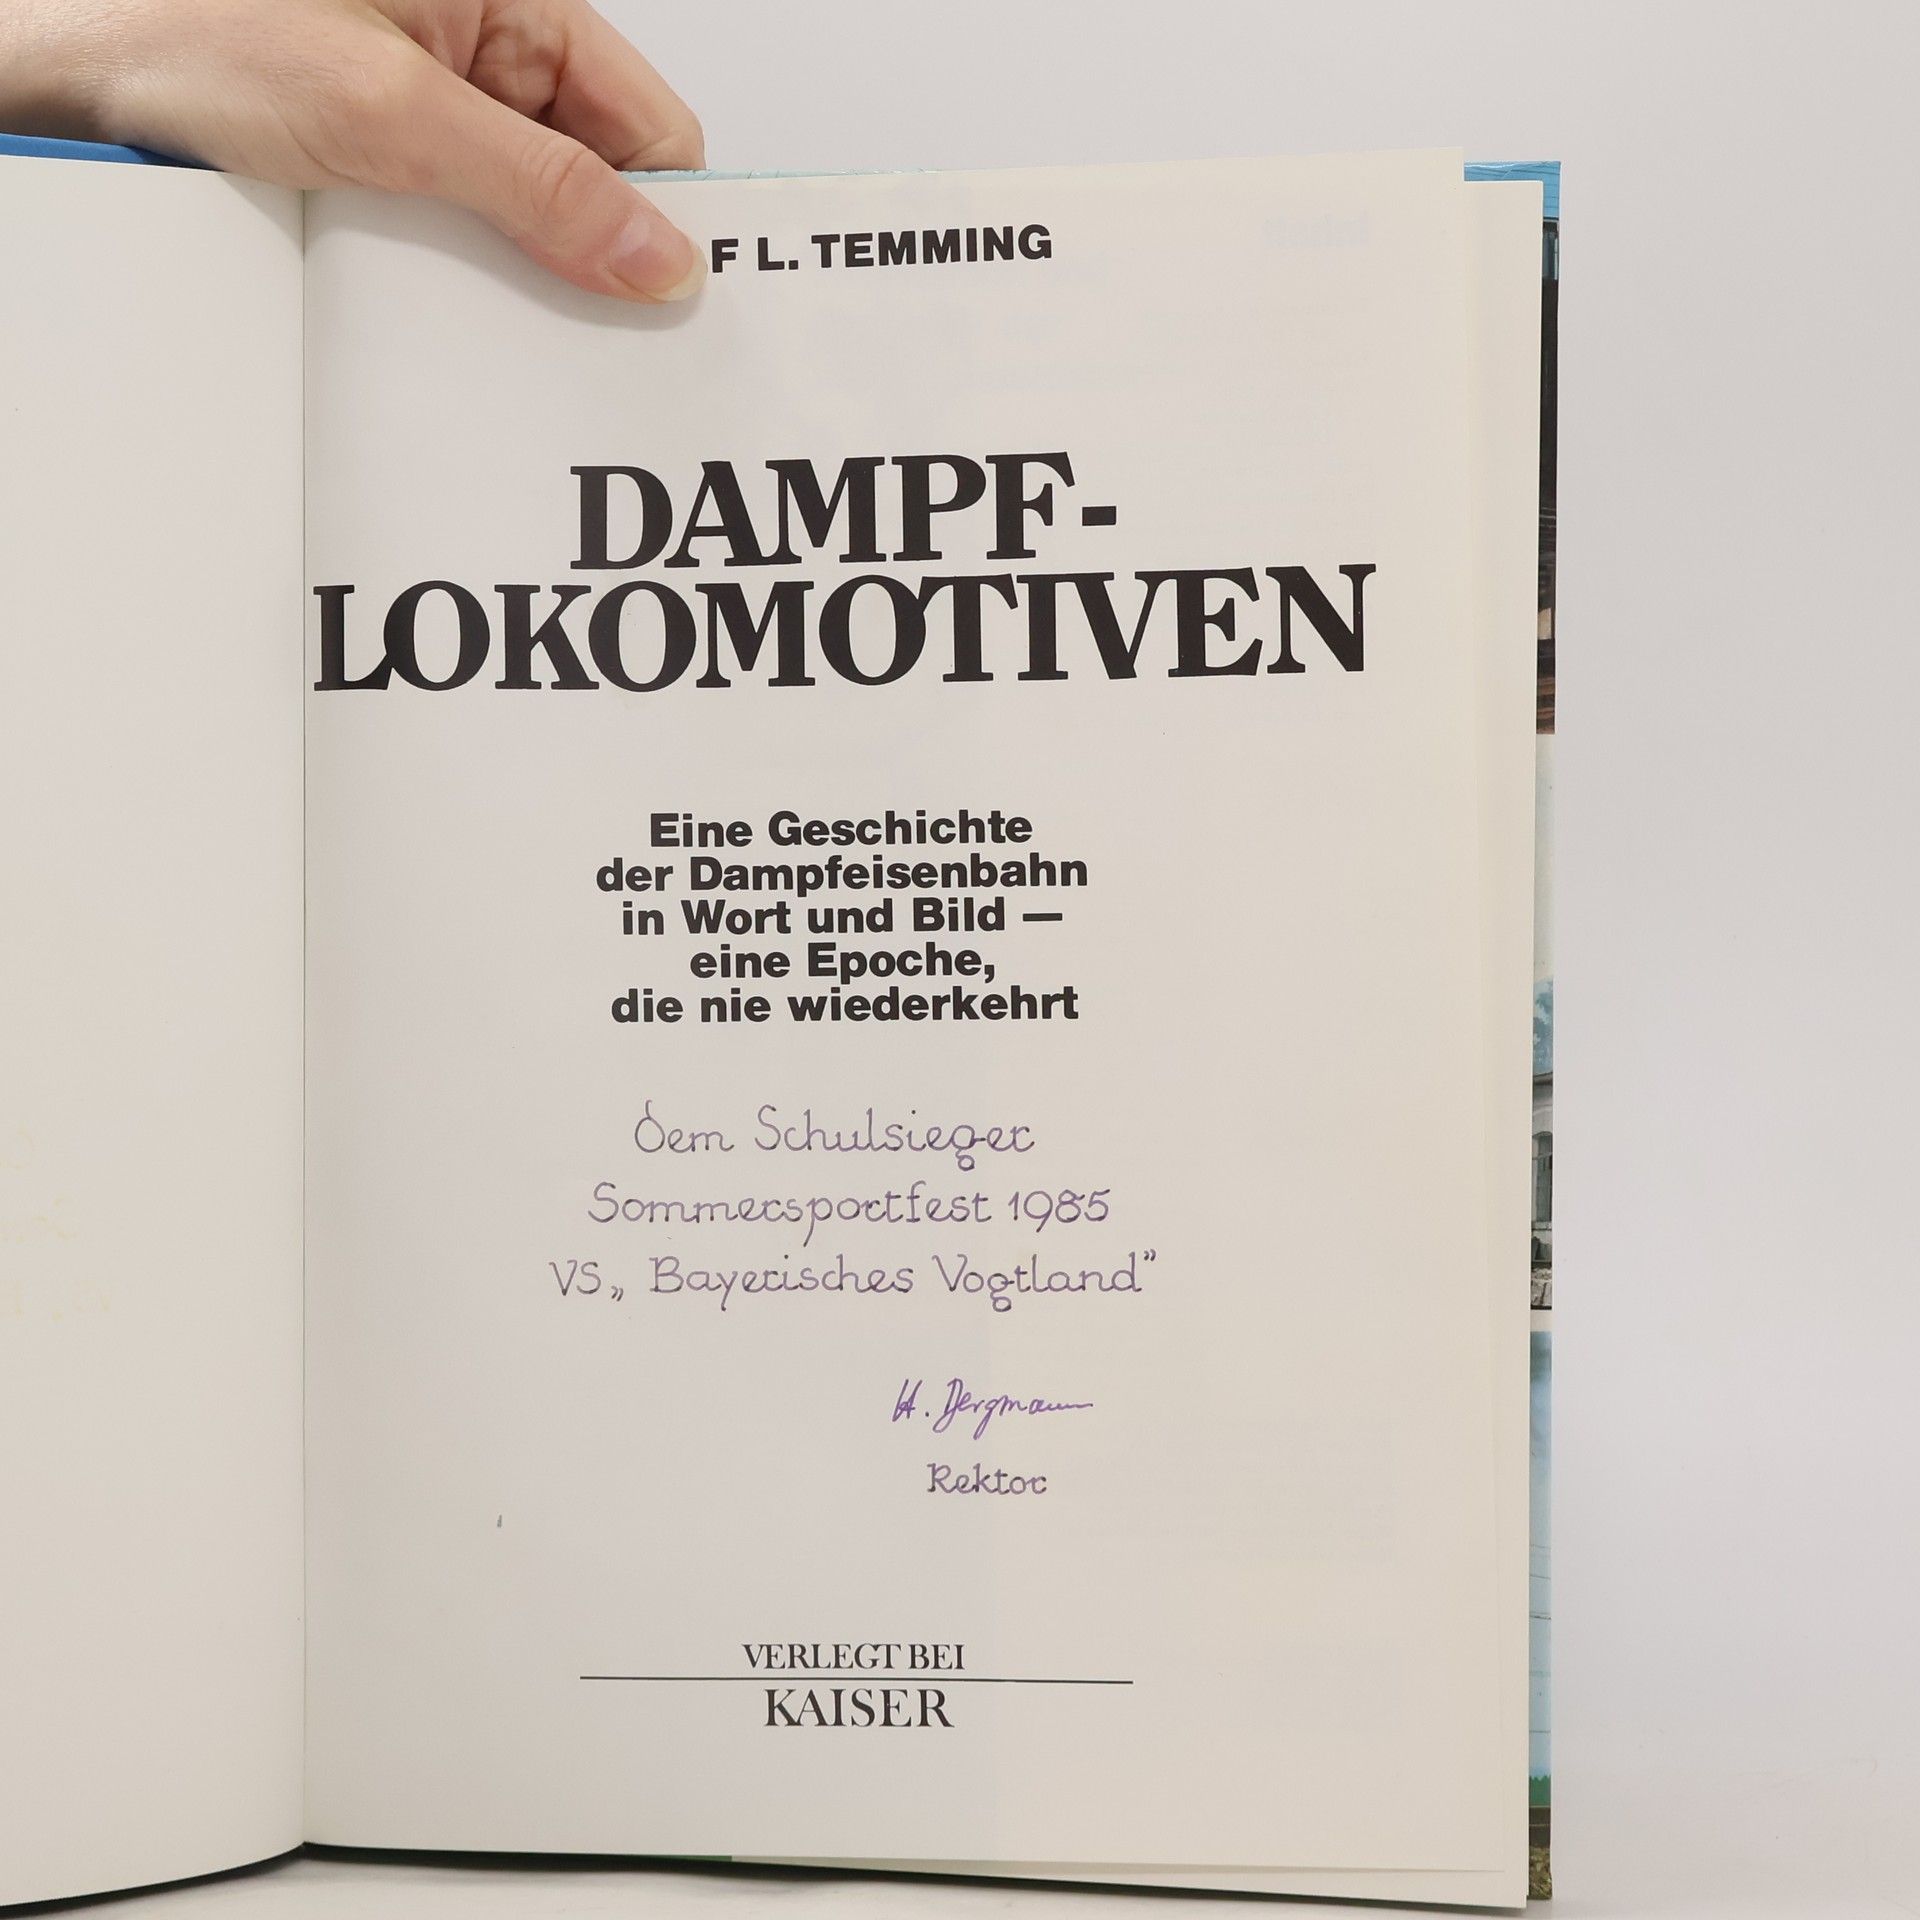 F L. TEMMING
DAMPF-
LOKOMOTIVEN
Eine Geschichte
der Dampfeisenbahn
in Wort und Bild —
eine Epoche,
die nie wiederkehrt
Dem Schulsieger
Sommersportfest 1985
VS „Bayerisches Vogtland"
H. Bergmann
Rektor
VERLEGT BEI
KAISER